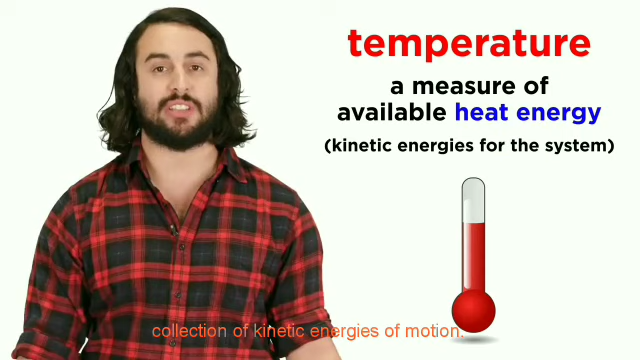 temperature
a measure of
available heat energy
(kinetic energies for the system)
collection of kinetic energies of motion.